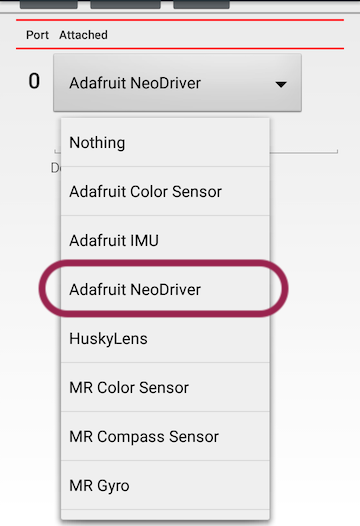 Port Attached
0 Adafruit NeoDriver
Nothing
Adafruit Color Sensor
Adafruit IMU
Adafruit NeoDriver
HuskyLens
MR Color Sensor
MR Compass Sensor
MR Gyro